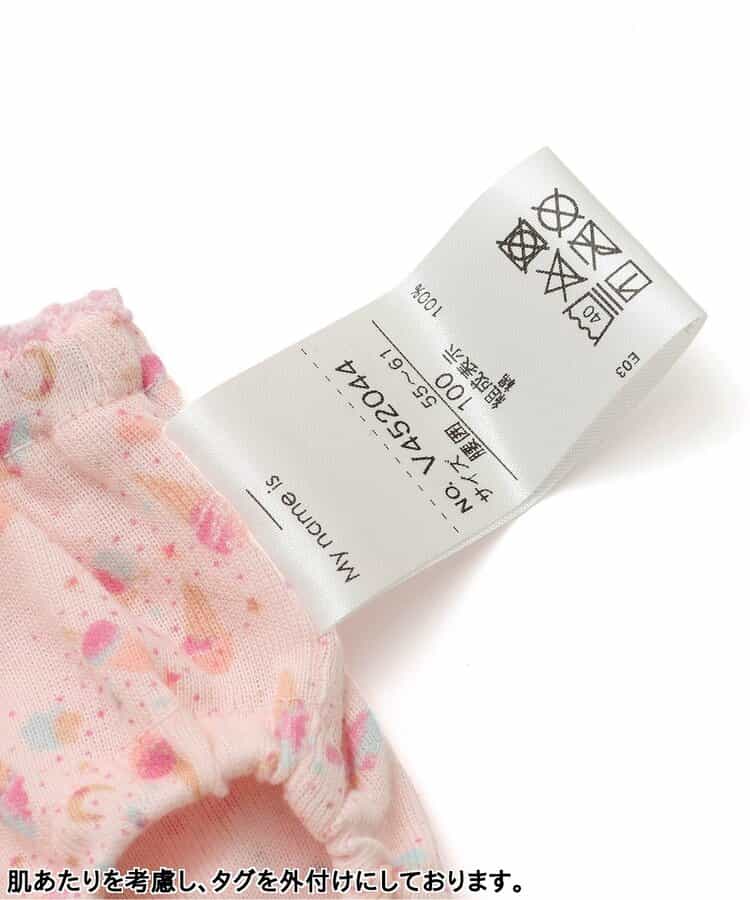 My name is
NO. V452044
サイズ 100
腰囲 55～61
組成表示
綿 100%
40
E03
肌あたりを考慮し、タグを外付けにしております。